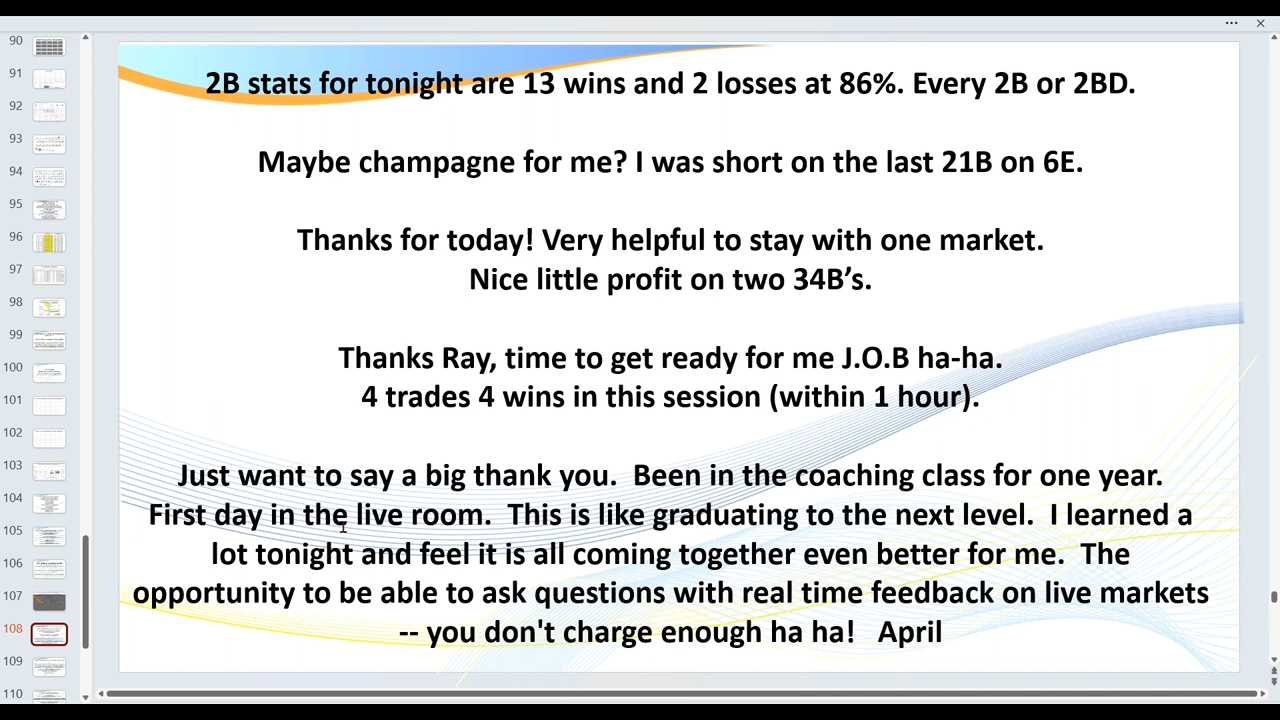 90
91
92
93
94
95
96
97
98
99
100
101
102
103
104
105
106
107
108
109
110
2B stats for tonight are 13 wins and 2 losses at 86%. Every 2B or 2BD.
Maybe champagne for me? I was short on the last 21B on 6E.
Thanks for today! Very helpful to stay with one market.
Nice little profit on two 34B’s.
Thanks Ray, time to get ready for me J.O.B ha-ha.
4 trades 4 wins in this session (within 1 hour).
Just want to say a big thank you.  Been in the coaching class for one year.
First day in the live room.  This is like graduating to the next level.  I learned a
lot tonight and feel it is all coming together even better for me.  The
opportunity to be able to ask questions with real time feedback on live markets
-- you don't charge enough ha ha!   April